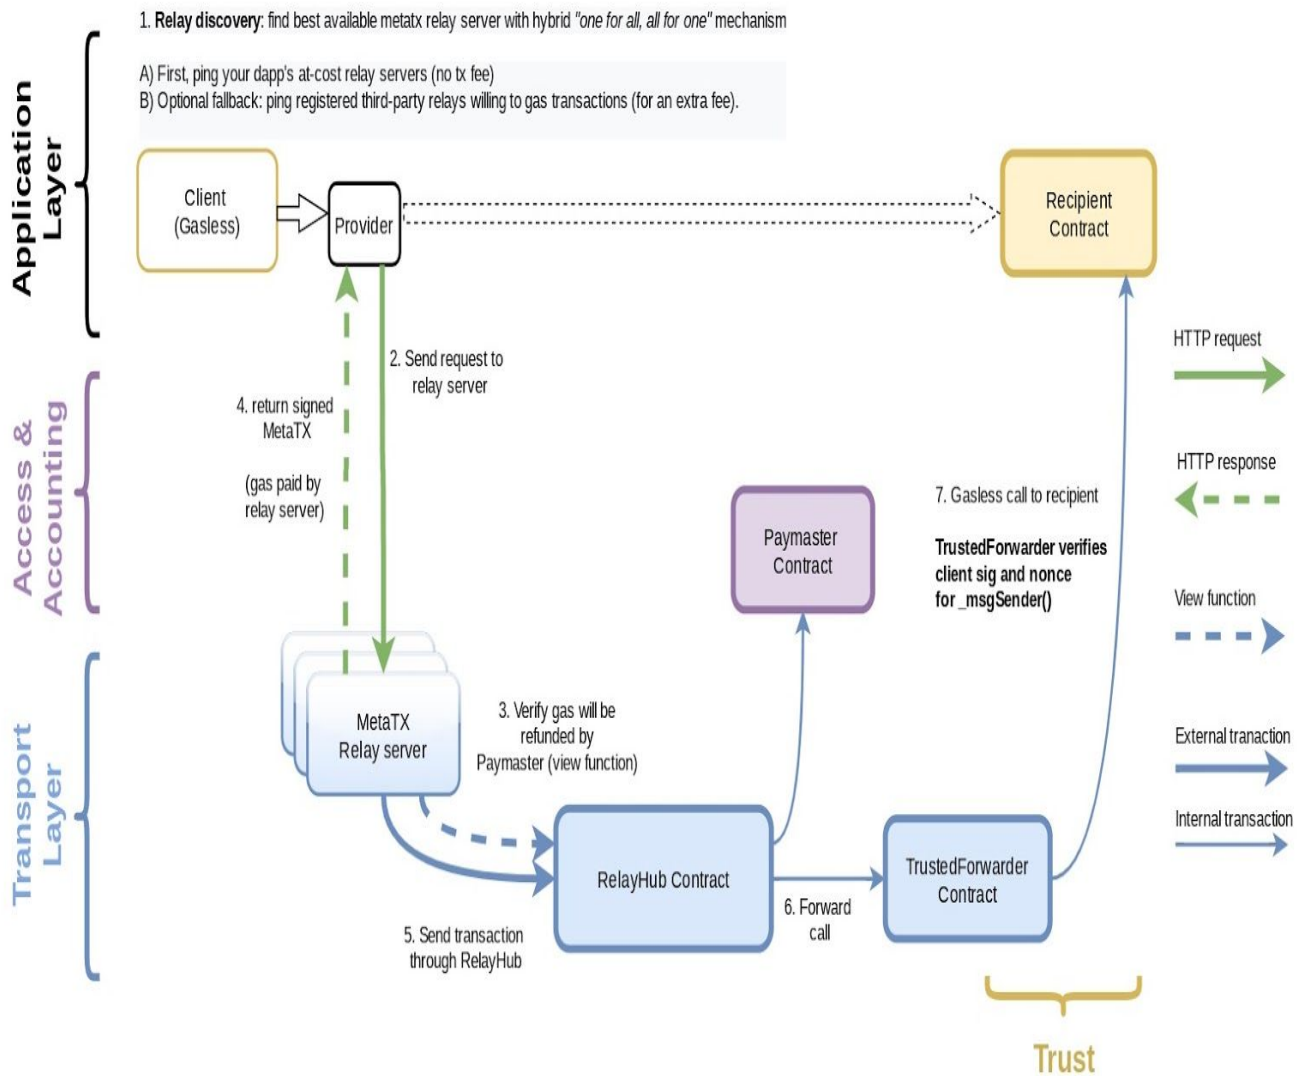 1. Relay discovery: find best available metatx relay server with hybrid "one for all, all for one" mechanism
A) First, ping your dapp's at-cost relay servers (no tx fee)
B) Optional fallback: ping registered third-party relays willing to gas transactions (for an extra fee).
Application
Layer
Client
(Gasless)
Provider
Recipient
Contract
2. Send request to
relay server
4. return signed
MetaTX
(gas paid by
relay server)
HTTP request
HTTP response
View function
External tranaction
Internal transaction
Access &
Accounting
Paymaster
Contract
7. Gasless call to recipient
TrustedForwarder verifies
client sig and nonce
for _msgSender()
Transport
Layer
MetaTX
Relay server
3. Verify gas will be
refunded by
Paymaster (view function)
RelayHub Contract
TrustedForwarder
Contract
5. Send transaction
through RelayHub
6. Forward
call
Trust